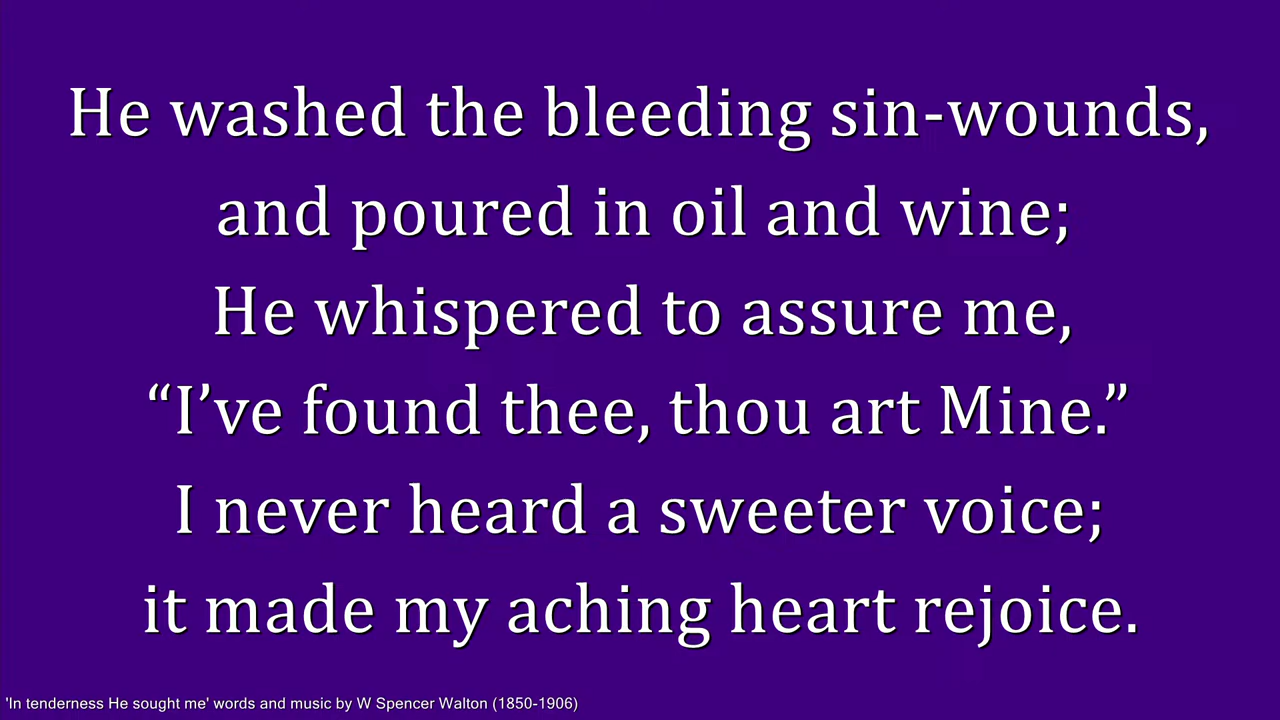 He washed the bleeding sin-wounds,
and poured in oil and wine;
He whispered to assure me,
“I’ve found thee, thou art Mine.”
I never heard a sweeter voice;
it made my aching heart rejoice.
'In tenderness He sought me' words and music by W Spencer Walton (1850-1906)